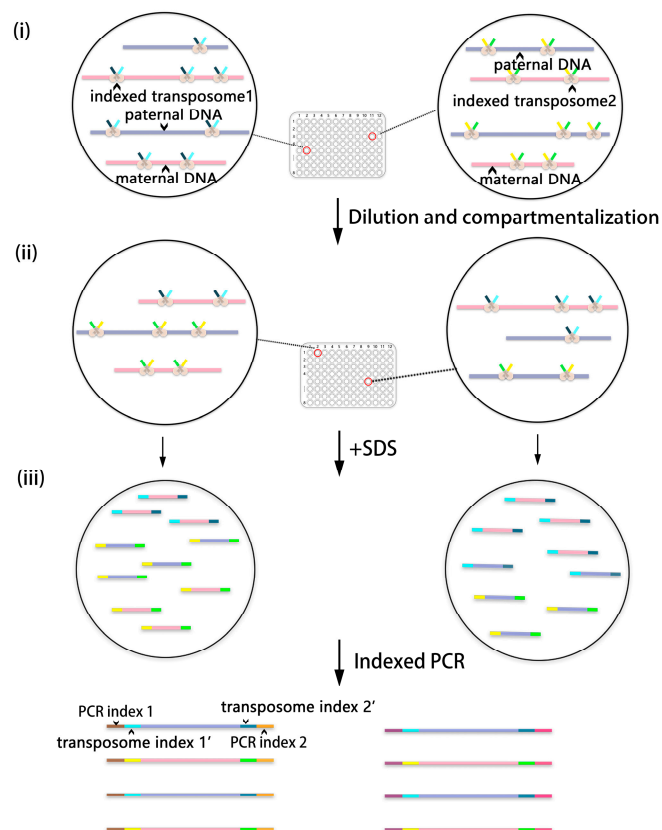 (i)
paternal DNA
indexed transposome1
paternal DNA
indexed transposome2
maternal DNA
maternal DNA
1 2 3 4 5 6 7 8 9 10 11 12
Dilution and compartmentalization
(ii)
1 2 3 4 5 6 7 8 9 10 11 12
+SDS
(iii)
Indexed PCR
PCR index 1
transposome index 2'
transposome index 1'
PCR index 2